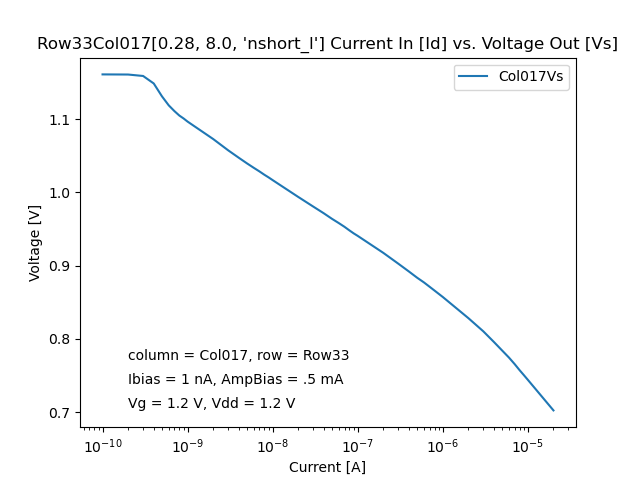 Row33Col017[0.28, 8.0, 'nshort_l'] Current In [Id] vs. Voltage Out [Vs]
Col017Vs
Voltage [V]
1.1
1.0
0.9
0.8
0.7
column = Col017, row = Row33
Ibias = 1 nA, AmpBias = .5 mA
Vg = 1.2 V, Vdd = 1.2 V
10⁻¹⁰ 10⁻⁹ 10⁻⁸ 10⁻⁷ 10⁻⁶ 10⁻⁵
Current [A]